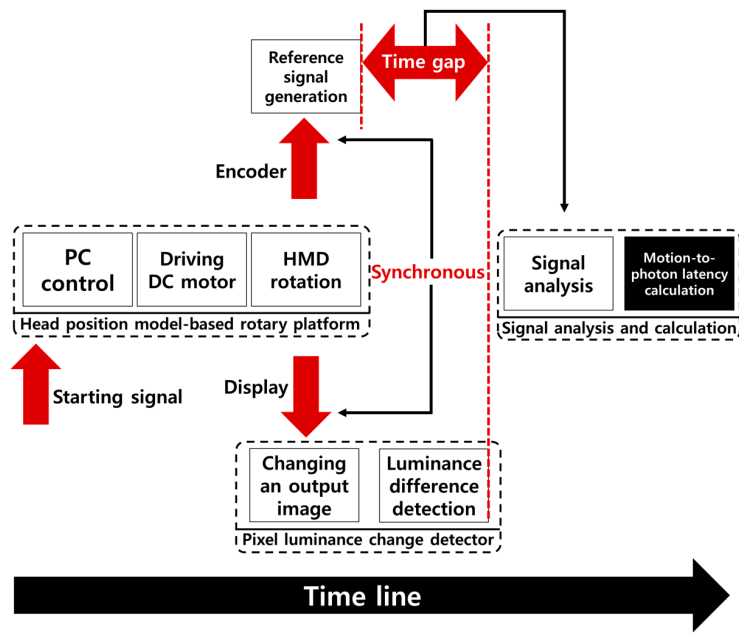 Reference
signal
generation
Time gap
Encoder
PC
control
Driving
DC motor
HMD
rotation
Head position model-based rotary platform
Synchronous
Signal
analysis
Motion-to-
photon latency
calculation
Signal analysis and calculation
Starting signal
Display
Changing
an output
image
Luminance
difference
detection
Pixel luminance change detector
Time line